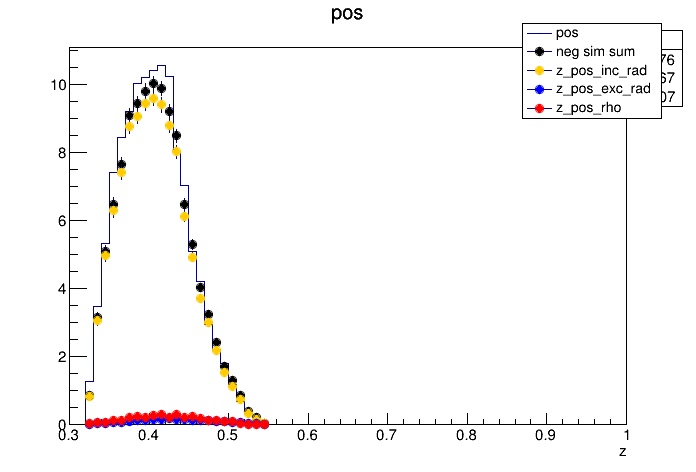 pos
pos
neg sim sum
z_pos_inc_rad
z_pos_exc_rad
z_pos_rho
76
67
07
10
8
6
4
2
0
0.3 0.4 0.5 0.6 0.7 0.8 0.9 1
z